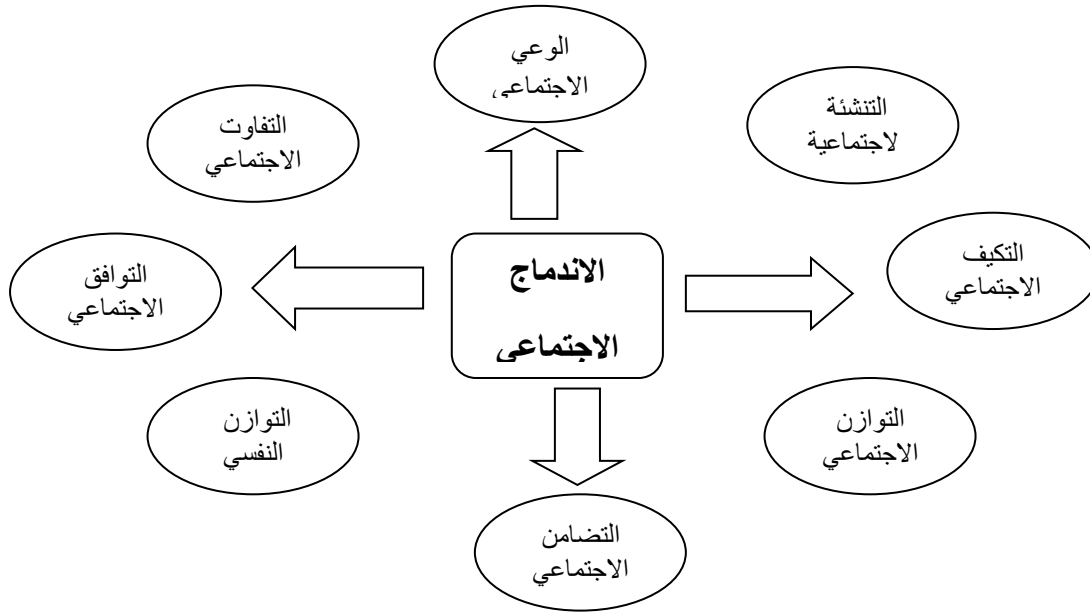 الوعي
الاجتماعي
التنشئة
لاجتماعية
التفاوت
الاجتماعي
التكيف
الاجتماعي
الاندماج
الاجتماعي
التوافق
الاجتماعي
التوازن
الاجتماعي
التوازن
النفسي
التضامن
الاجتماعي